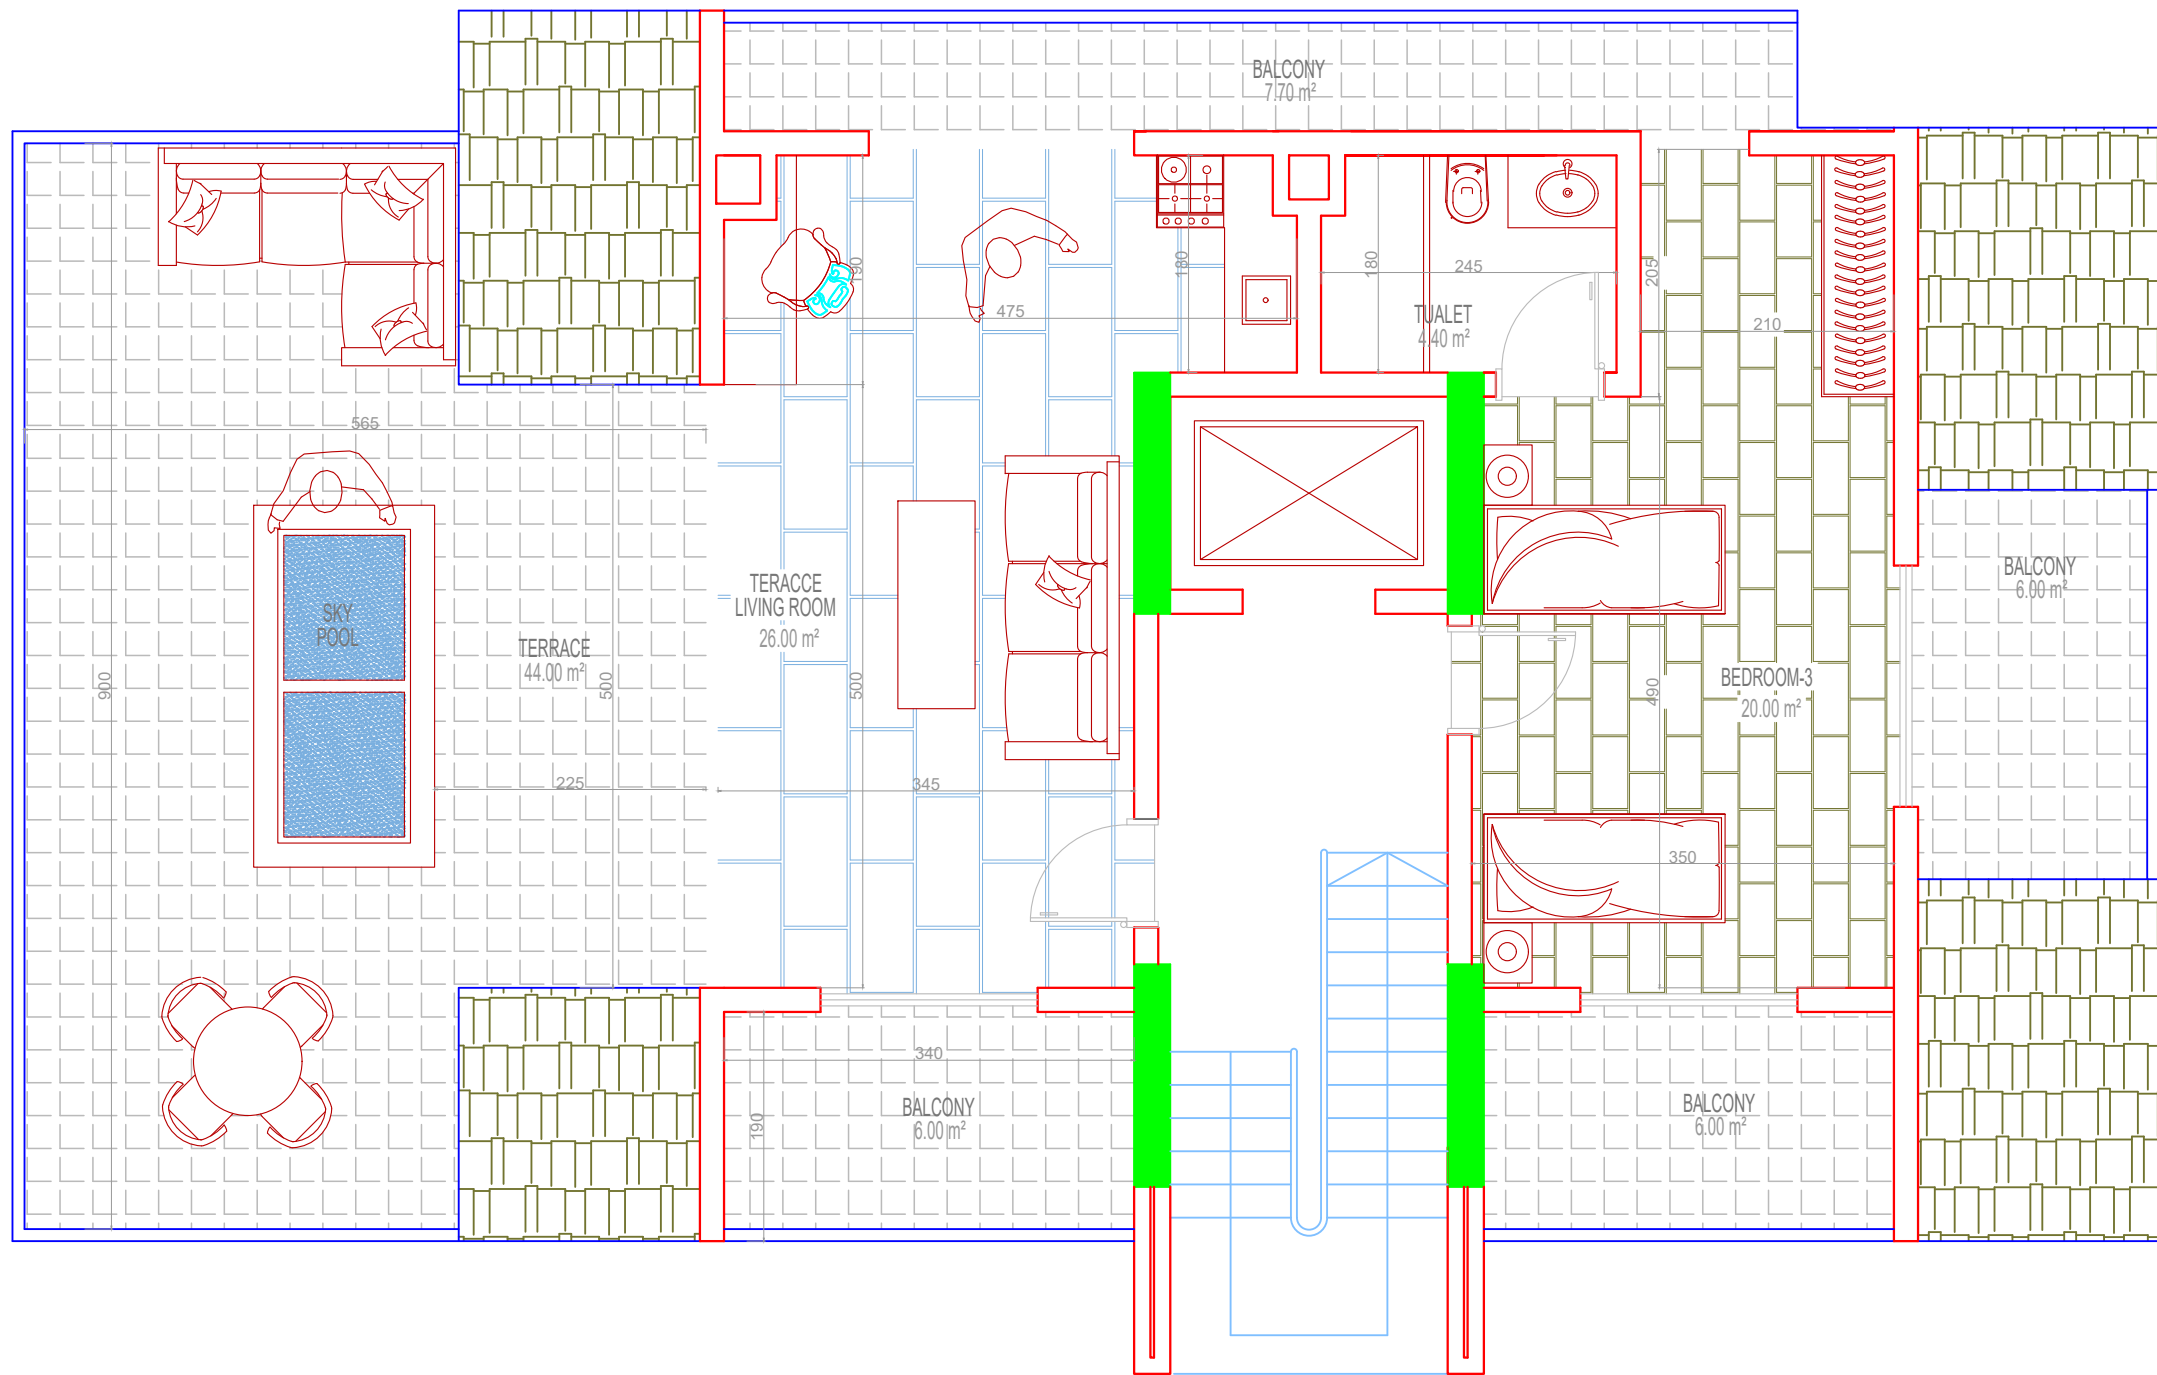 BALCONY
7.70 m²
190
180
180
245
205
475
TUALET
4.40 m²
210
565
TERACCE
LIVING ROOM
26.00 m²
BALCONY
6.00 m²
SKY
POOL
TERRACE
44.00 m²
900
500
500
490
BEDROOM-3
20.00 m²
225
345
350
340
BALCONY
6.00 m²
190
BALCONY
6.00 m²